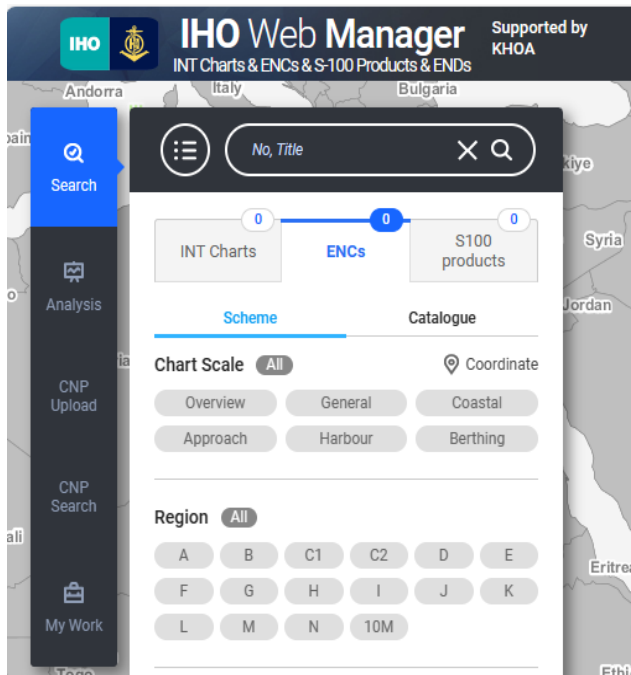 IHO
IHO Web Manager
INT Charts & ENCs & S-100 Products & ENDs
Supported by
KHOA
Andorra
Italy
Bulgaria
Search
No, Title
Syria
0
INT Charts
0
ENCs
0
S100
products
Analysis
Jordan
Scheme
Catalogue
Chart Scale
All
Coordinate
CNP
Upload
Overview
General
Coastal
Approach
Harbour
Berthing
CNP
Search
Region
All
A
B
C1
C2
D
E
F
G
H
I
J
K
L
M
N
10M
My Work